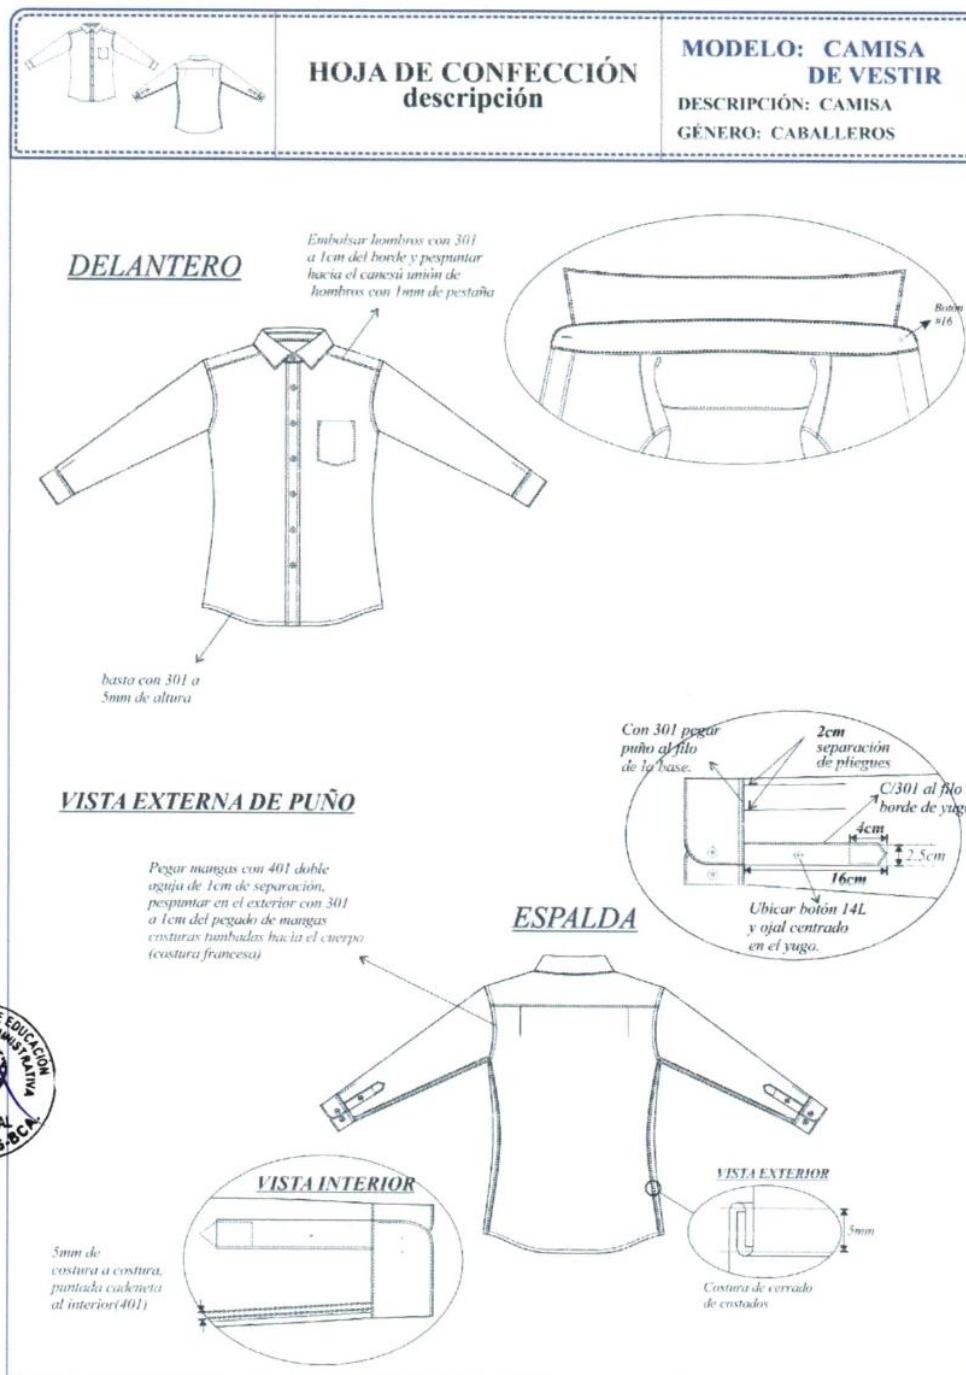 HOJA DE CONFECCIÓN
descripción
MODELO: CAMISA
DE VESTIR
DESCRIPCIÓN: CAMISA
GÉNERO: CABALLEROS
DELANTERO
Embolsar hombros con 301
a 1cm del borde y pespuntar
hacia el canesú unión de
hombros con 1mm de pestaña
Botón
#16
basta con 301 a
5mm de altura
Con 301 pegar
puño al filo
de la base.
2cm
separación
de pliegues
C/301 al filo
borde de yugo
4cm
2.5cm
16cm
Ubicar botón 14L
y ojal centrado
en el yugo.
VISTA EXTERNA DE PUÑO
Pegar mangas con 401 doble
aguja de 1cm de separación,
pespuntar en el exterior con 301
a 1cm del pegado de mangas
costuras tumbadas hacia el cuerpo
(costura francesa)
ESPALDA
E EDUCACIÓN
MINISTRATIVA
BCA.
VISTA INTERIOR
5mm de
costura a costura,
puntada cadeneta
al interior(401)
VISTA EXTERIOR
5mm
Costura de cerrado
de costados